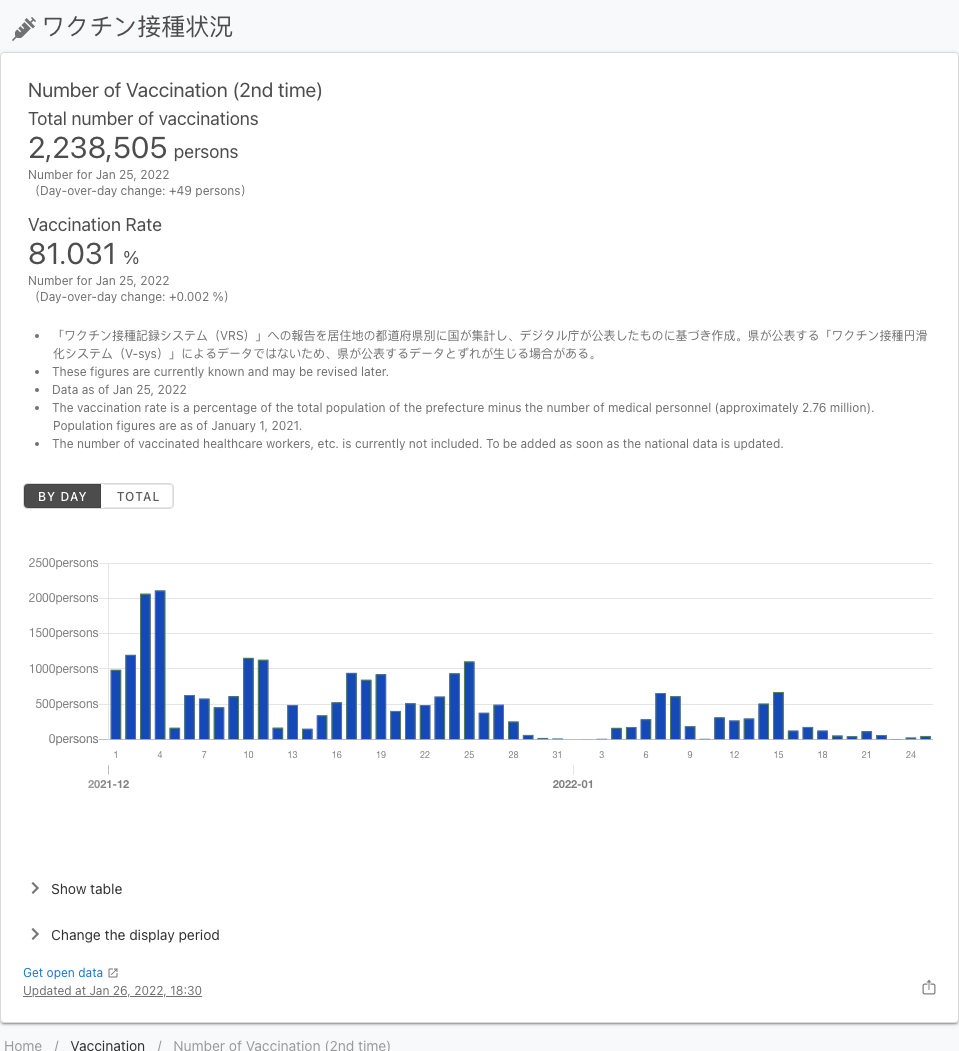 ワクチン接種状況
Number of Vaccination (2nd time)
Total number of vaccinations
2,238,505 persons
Number for Jan 25, 2022
(Day-over-day change: +49 persons)
Vaccination Rate
81.031 %
Number for Jan 25, 2022
(Day-over-day change: +0.002 %)
• 「ワクチン接種記録システム（VRS）」への報告を居住地の都道府県別に国が集計し、デジタル庁が公表したものに基づき作成。県が公表する「ワクチン接種円滑
化システム（V-sys）」によるデータではないため、県が公表するデータとずれが生じる場合がある。
• These figures are currently known and may be revised later.
• Data as of Jan 25, 2022
• The vaccination rate is a percentage of the total population of the prefecture minus the number of medical personnel (approximately 2.76 million).
Population figures are as of January 1, 2021.
• The number of vaccinated healthcare workers, etc. is currently not included. To be added as soon as the national data is updated.
BY DAY TOTAL
2500persons
2000persons
1500persons
1000persons
500persons
0persons
1 4 7 10 13 16 19 22 25 28 31 3 6 9 12 15 18 21 24
2021-12 2022-01
Show table
Change the display period
Get open data
Updated at Jan 26, 2022, 18:30
Home / Vaccination / Number of Vaccination (2nd time)